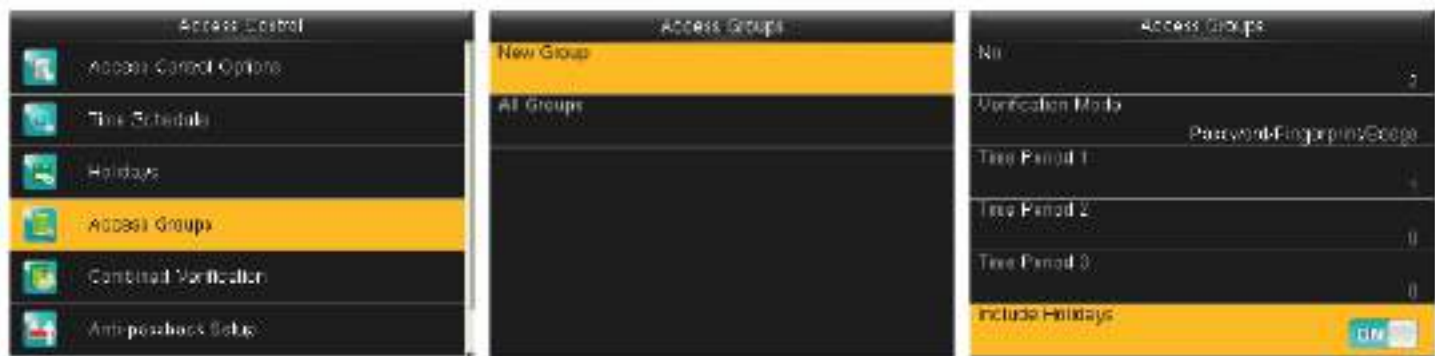 Access Control
Access Control Options
Time Schedule
Holidays
Access Groups
Combined Verification
Anti-passback Setup
Access Groups
New Group
All Groups
Access Groups
No
2
Verification Mode
Password/Fingerprint/Badge
Time Period 1
1
Time Period 2
0
Time Period 3
0
Include Holidays
ON